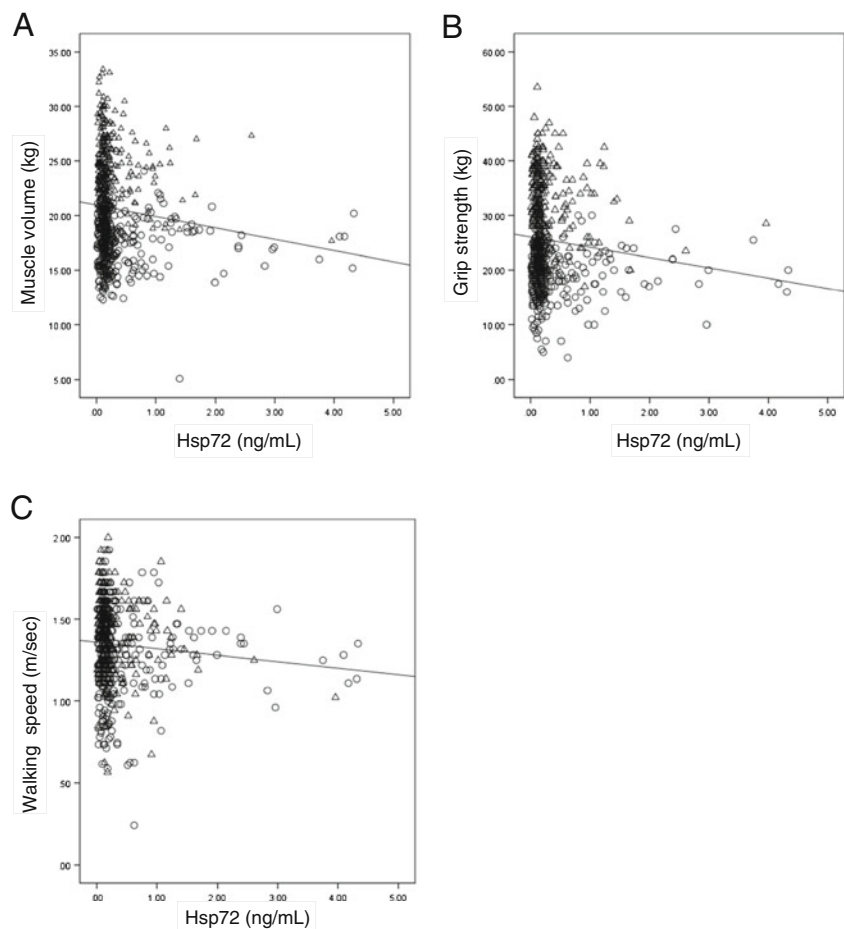 A
35.00
30.00
25.00
20.00
15.00
10.00
5.00
Muscle volume (kg)
.00 1.00 2.00 3.00 4.00 5.00
Hsp72 (ng/mL)
B
60.00
50.00
40.00
30.00
20.00
10.00
.00
Grip strength (kg)
.00 1.00 2.00 3.00 4.00 5.00
Hsp72 (ng/mL)
C
2.00
1.50
1.00
.50
.00
Walking speed (m/sec)
.00 1.00 2.00 3.00 4.00 5.00
Hsp72 (ng/mL)